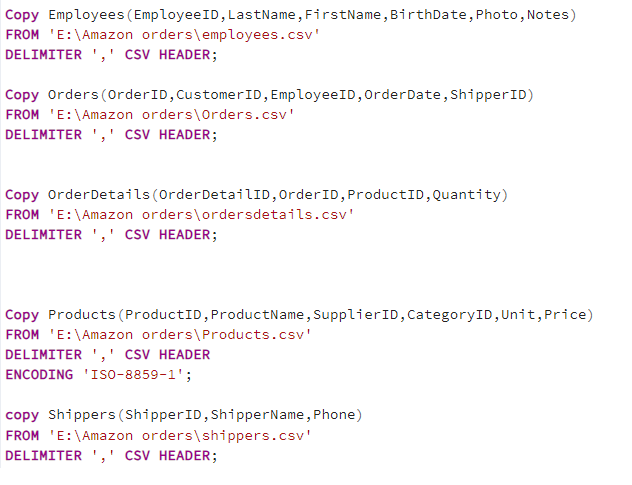 Copy Employees(EmployeeID,LastName,FirstName,BirthDate,Photo,Notes)
FROM 'E:\Amazon orders\employees.csv'
DELIMITER ',' CSV HEADER;
Copy Orders(OrderID,CustomerID,EmployeeID,OrderDate,ShipperID)
FROM 'E:\Amazon orders\Orders.csv'
DELIMITER ',' CSV HEADER;
Copy OrderDetails(OrderDetailID,OrderID,ProductID,Quantity)
FROM 'E:\Amazon orders\ordersdetails.csv'
DELIMITER ',' CSV HEADER;
Copy Products(ProductID,ProductName,SupplierID,CategoryID,Unit,Price)
FROM 'E:\Amazon orders\Products.csv'
DELIMITER ',' CSV HEADER
ENCODING 'ISO-8859-1';
copy Shippers(ShipperID,ShipperName,Phone)
FROM 'E:\Amazon orders\shippers.csv'
DELIMITER ',' CSV HEADER;